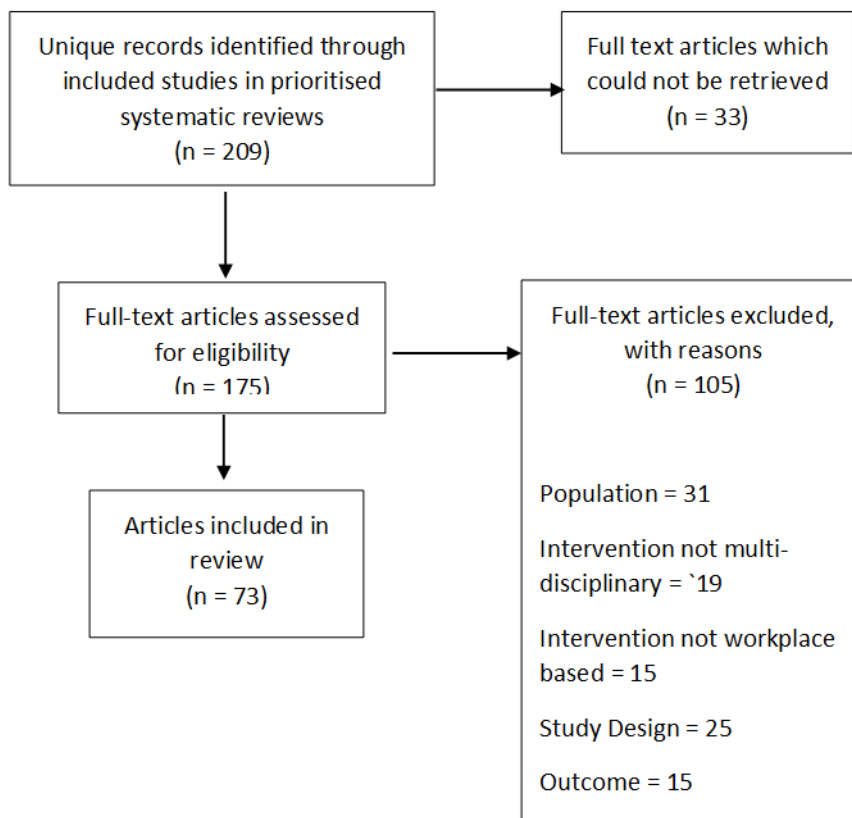 Unique records identified through
included studies in prioritised
systematic reviews
(n = 209)
Full text articles which
could not be retrieved
(n = 33)
Full-text articles assessed
for eligibility
(n = 175)
Full-text articles excluded,
with reasons
(n = 105)
Population = 31
Intervention not multi-
disciplinary = `19
Intervention not workplace
based = 15
Study Design = 25
Outcome = 15
Articles included in
review
(n = 73)